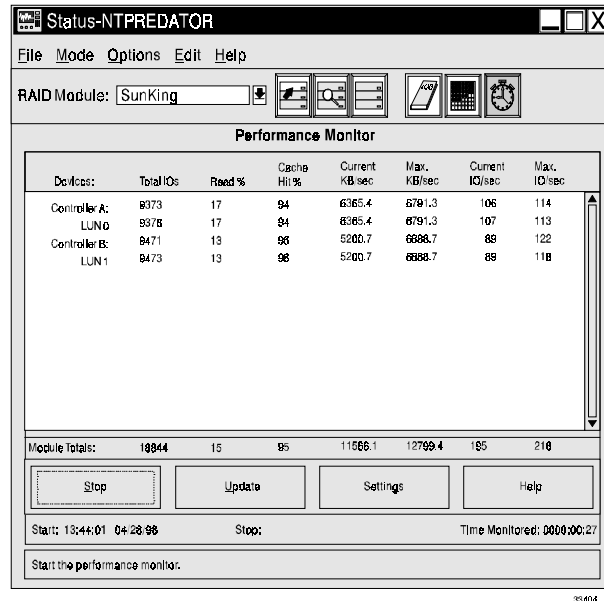 Status-NTPREDATOR
File Mode Options Edit Help
RAID Module: SunKing
Performance Monitor
Devices: Total IOs Read % Cache Hit % Current KB/sec Max. KB/sec Current IO/sec Max. IO/sec
Controller A: 9373 17 94 6365.4 6791.3 106 114
LUN 0 9376 17 94 6365.4 6791.3 107 113
Controller B: 9471 13 96 5200.7 6688.7 89 122
LUN 1 9473 13 96 5200.7 6688.7 89 118
Module Totals: 18844 15 95 11566.1 12799.4 195 216
Stop Update Settings Help
Start: 13:44:01 04/26/96 Stop: Time Monitored: 0000:00:27
Start the performance monitor.